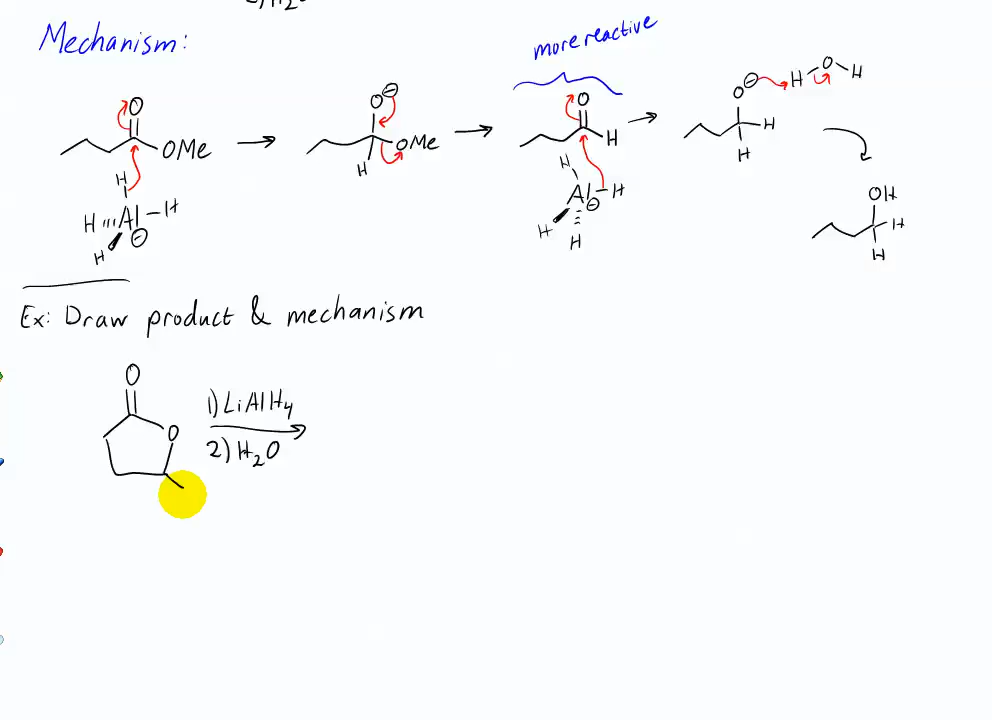 Mechanism:
more reactive
O OMe H H Al H H ⊖
O⊖ OMe H
O H H Al H H H ⊖
O⊖ H H H O H
OH H H
Ex: Draw product & mechanism
O O
1) LiAlH4
2) H2O